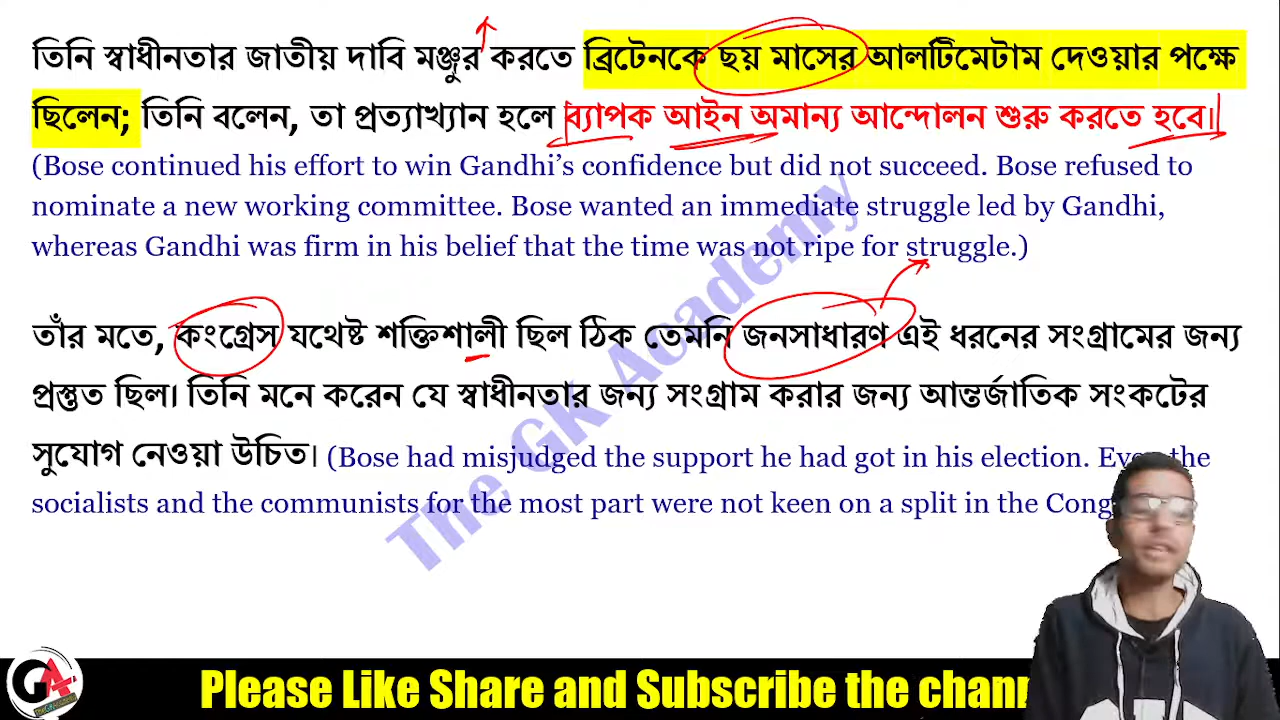 তিনি স্বাধীনতার জাতীয় দাবি মঞ্জুর করতে ব্রিটেনকে ছয় মাসের আলটিমেটাম দেওয়ার পক্ষে
ছিলেন; তিনি বলেন, তা প্রত্যাখ্যান হলে ব্যাপক আইন অমান্য আন্দোলন শুরু করতে হবে।
(Bose continued his effort to win Gandhi’s confidence but did not succeed. Bose refused to
nominate a new working committee. Bose wanted an immediate struggle led by Gandhi,
whereas Gandhi was firm in his belief that the time was not ripe for struggle.)
তাঁর মতে, কংগ্রেস যথেষ্ট শক্তিশালী ছিল ঠিক তেমনি জনসাধারণ এই ধরনের সংগ্রামের জন্য
প্রস্তুত ছিল। তিনি মনে করেন যে স্বাধীনতার জন্য সংগ্রাম করার জন্য আন্তর্জাতিক সংকটের
সুযোগ নেওয়া উচিত। (Bose had misjudged the support he had got in his election. Even the
socialists and the communists for the most part were not keen on a split in the
The GK Academy
GA
Please Like Share and Subscribe the